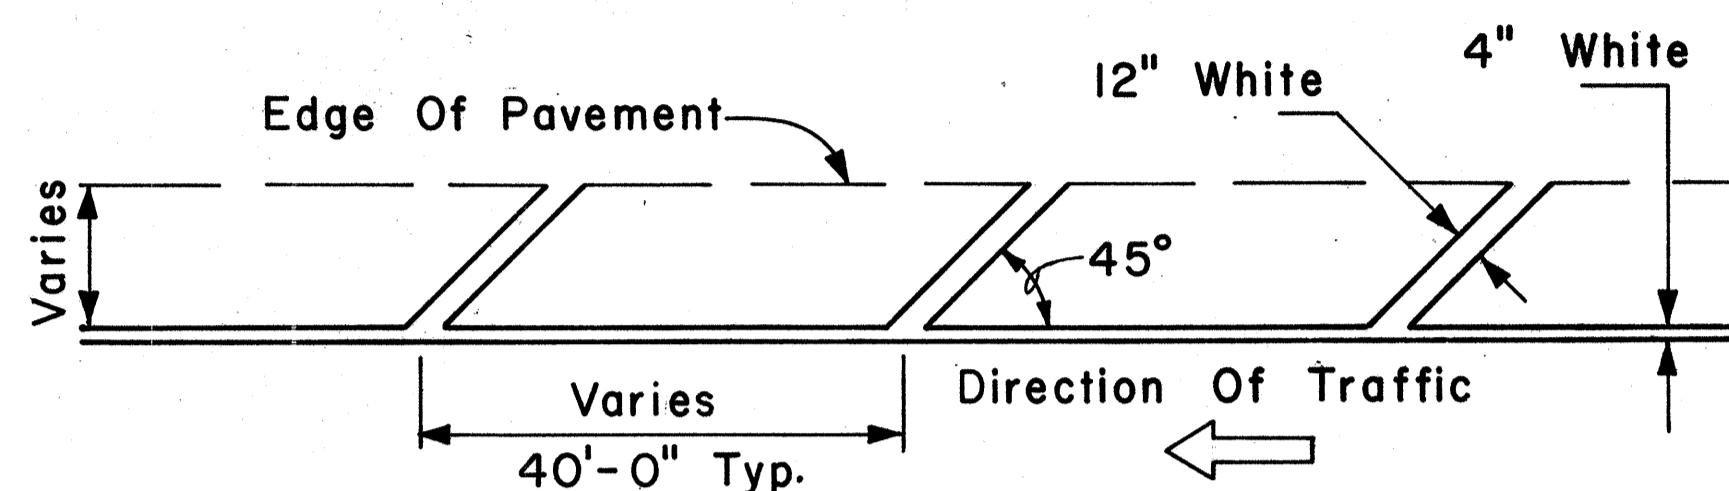 4" White
12" White
Edge Of Pavement
Varies
45°
Direction Of Traffic
Varies
40'-0" Typ.